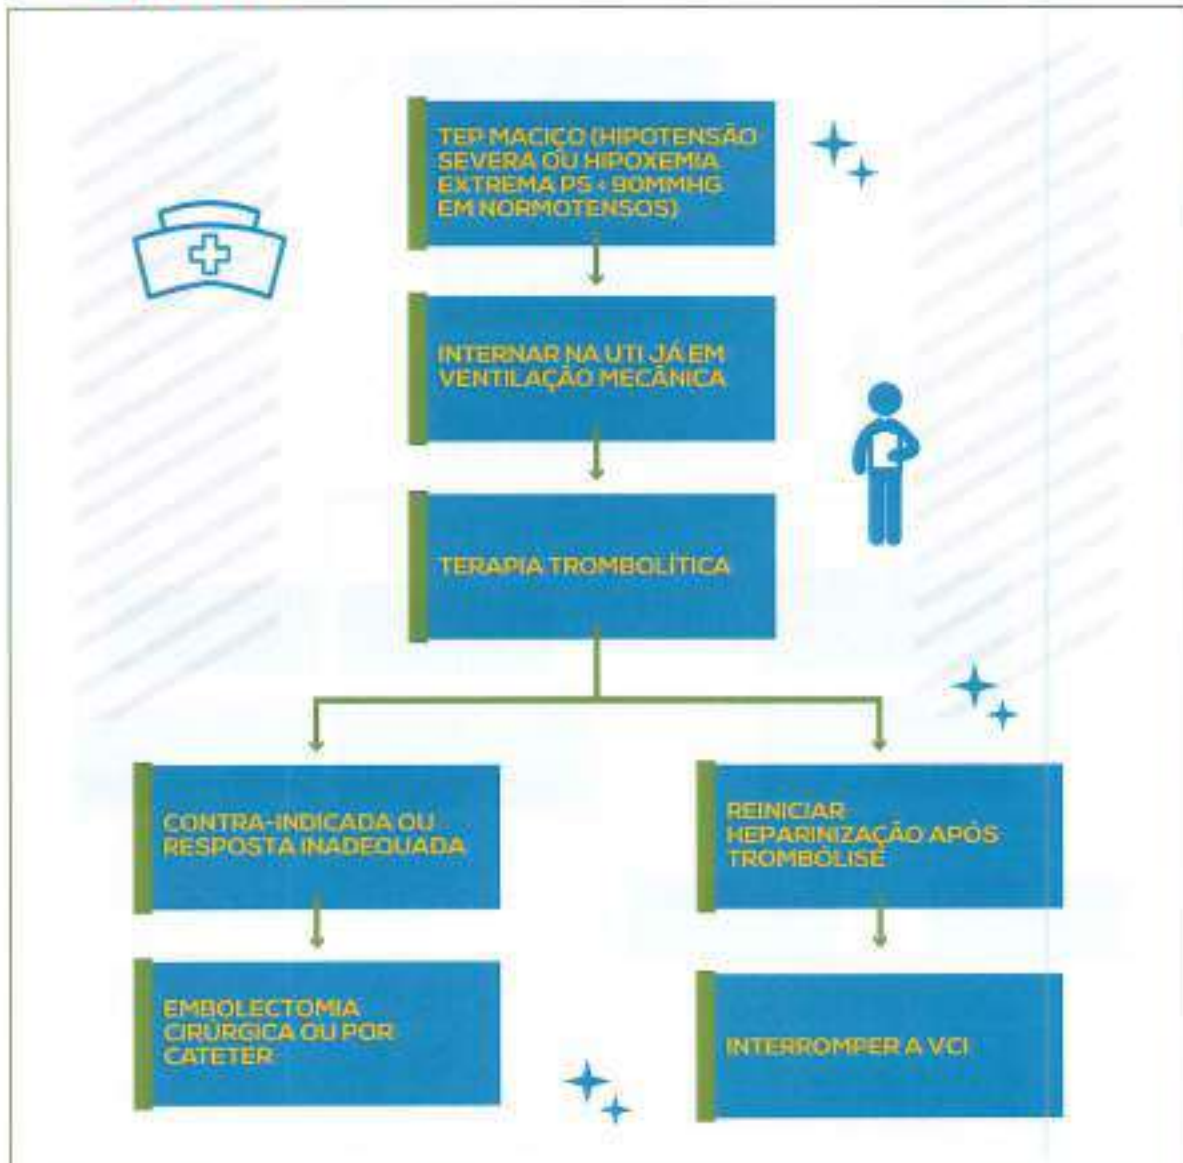 TEP MACIÇO (HIPOTENSÃO
SEVERA OU HIPOXEMIA
EXTREMA PS < 90MMHG
EM NORMOTENSOS)
INTERNAR NA UTI JÁ EM
VENTILAÇÃO MECÂNICA
TERAPIA TROMBOLÍTICA
CONTRA-INDICADA OU
RESPOSTA INADEQUADA
REINICIAR
HEPARINIZAÇÃO APÓS
TROMBÓLISE
EMBOLECTOMIA
CIRÚRGICA OU POR
CATETER
INTERROMPER A VCI